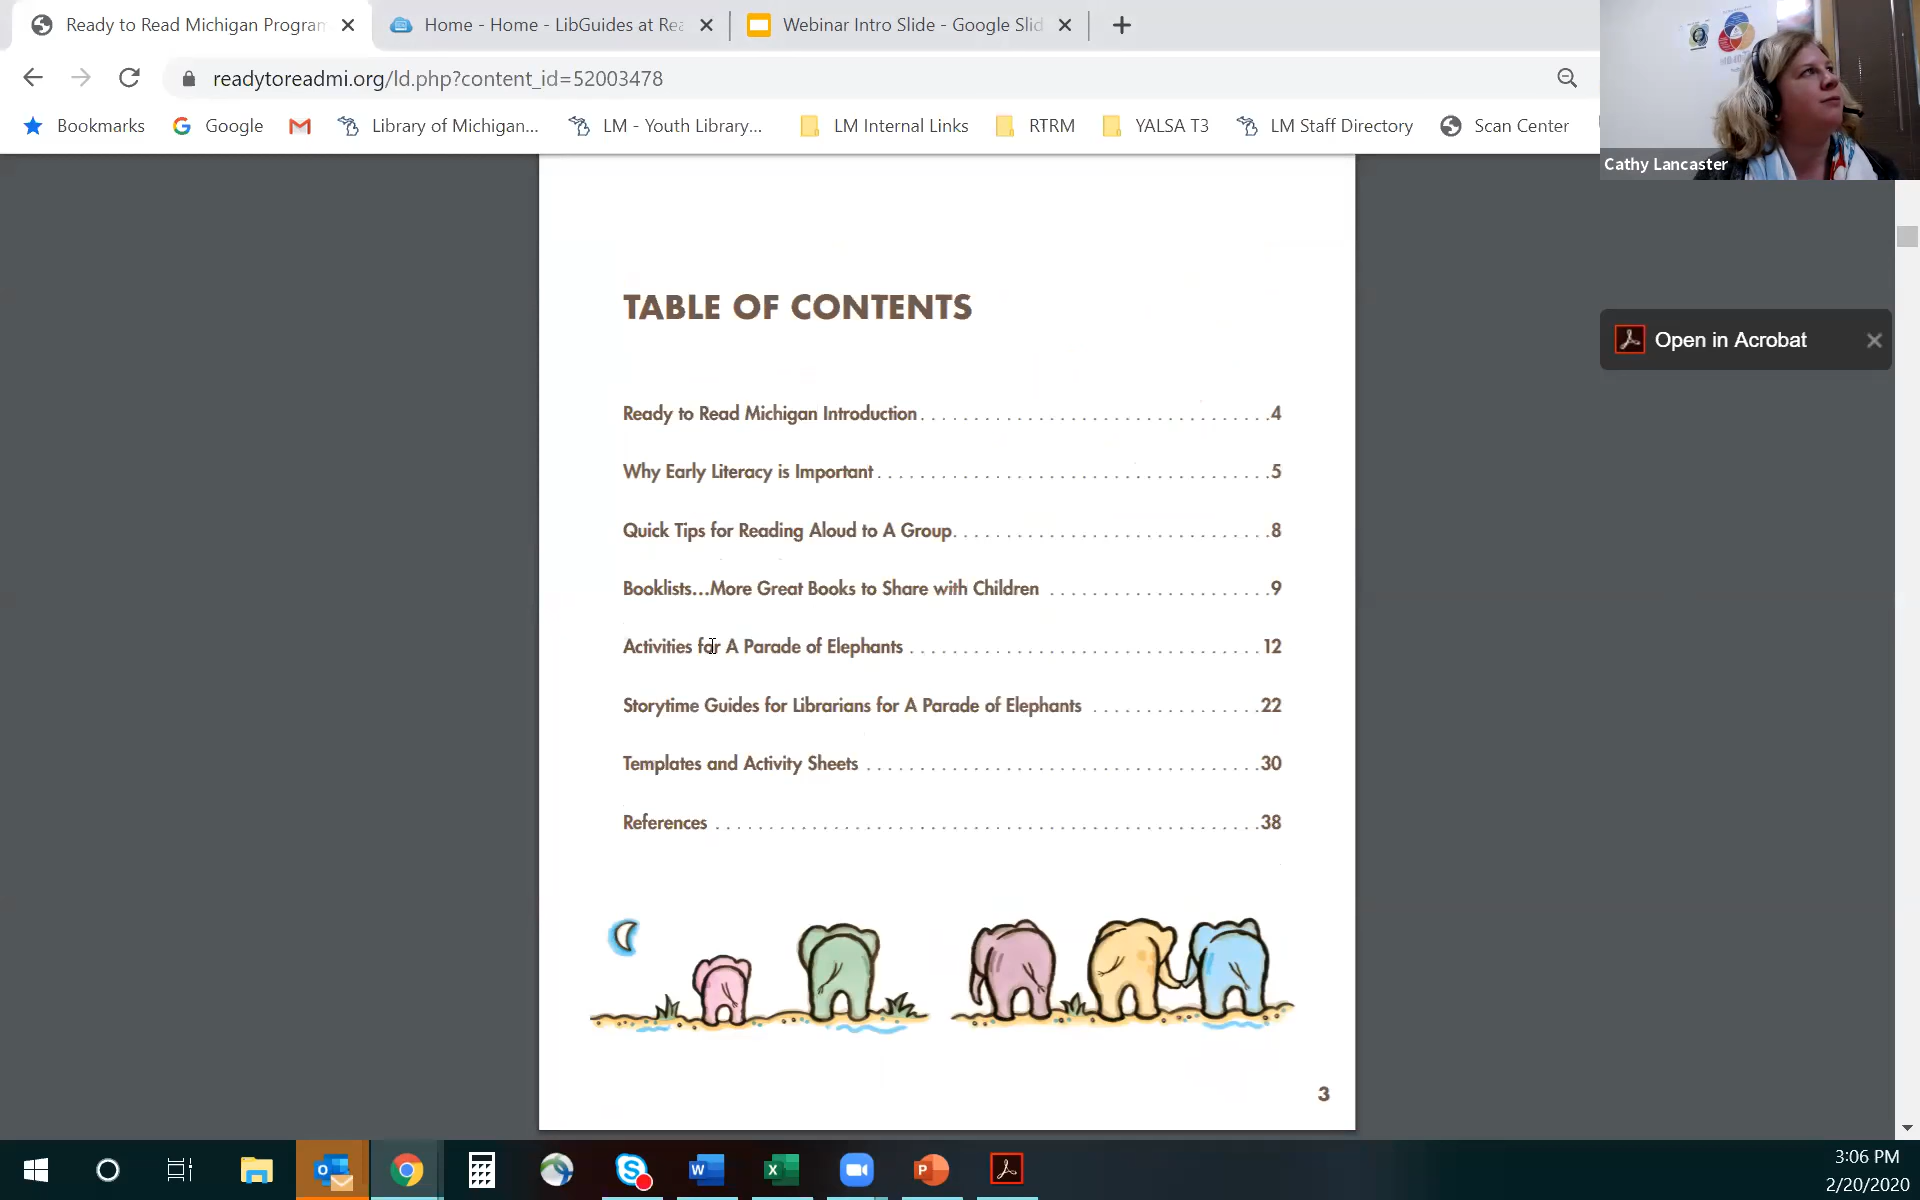 Ready to Read Michigan Program
Home - Home - LibGuides at Rea
Webinar Intro Slide - Google Slid
readytoreadmi.org/ld.php?content_id=52003478
Bookmarks Google Library of Michigan... LM - Youth Library... LM Internal Links RTRM YALSA T3 LM Staff Directory Scan Center
Cathy Lancaster
Open in Acrobat
TABLE OF CONTENTS
Ready to Read Michigan Introduction . . . . . . . . . . . . . . . . . . . . . . . . . . . . . . . . .4
Why Early Literacy is Important . . . . . . . . . . . . . . . . . . . . . . . . . . . . . . . . . . . . .5
Quick Tips for Reading Aloud to A Group. . . . . . . . . . . . . . . . . . . . . . . . . . . . . .8
Booklists...More Great Books to Share with Children . . . . . . . . . . . . . . . . . . . . .9
Activities for A Parade of Elephants . . . . . . . . . . . . . . . . . . . . . . . . . . . . . . . . . 12
Storytime Guides for Librarians for A Parade of Elephants . . . . . . . . . . . . . . . .22
Templates and Activity Sheets . . . . . . . . . . . . . . . . . . . . . . . . . . . . . . . . . . . . .30
References . . . . . . . . . . . . . . . . . . . . . . . . . . . . . . . . . . . . . . . . . . . . . . . . . . .38
3
3:06 PM
2/20/2020